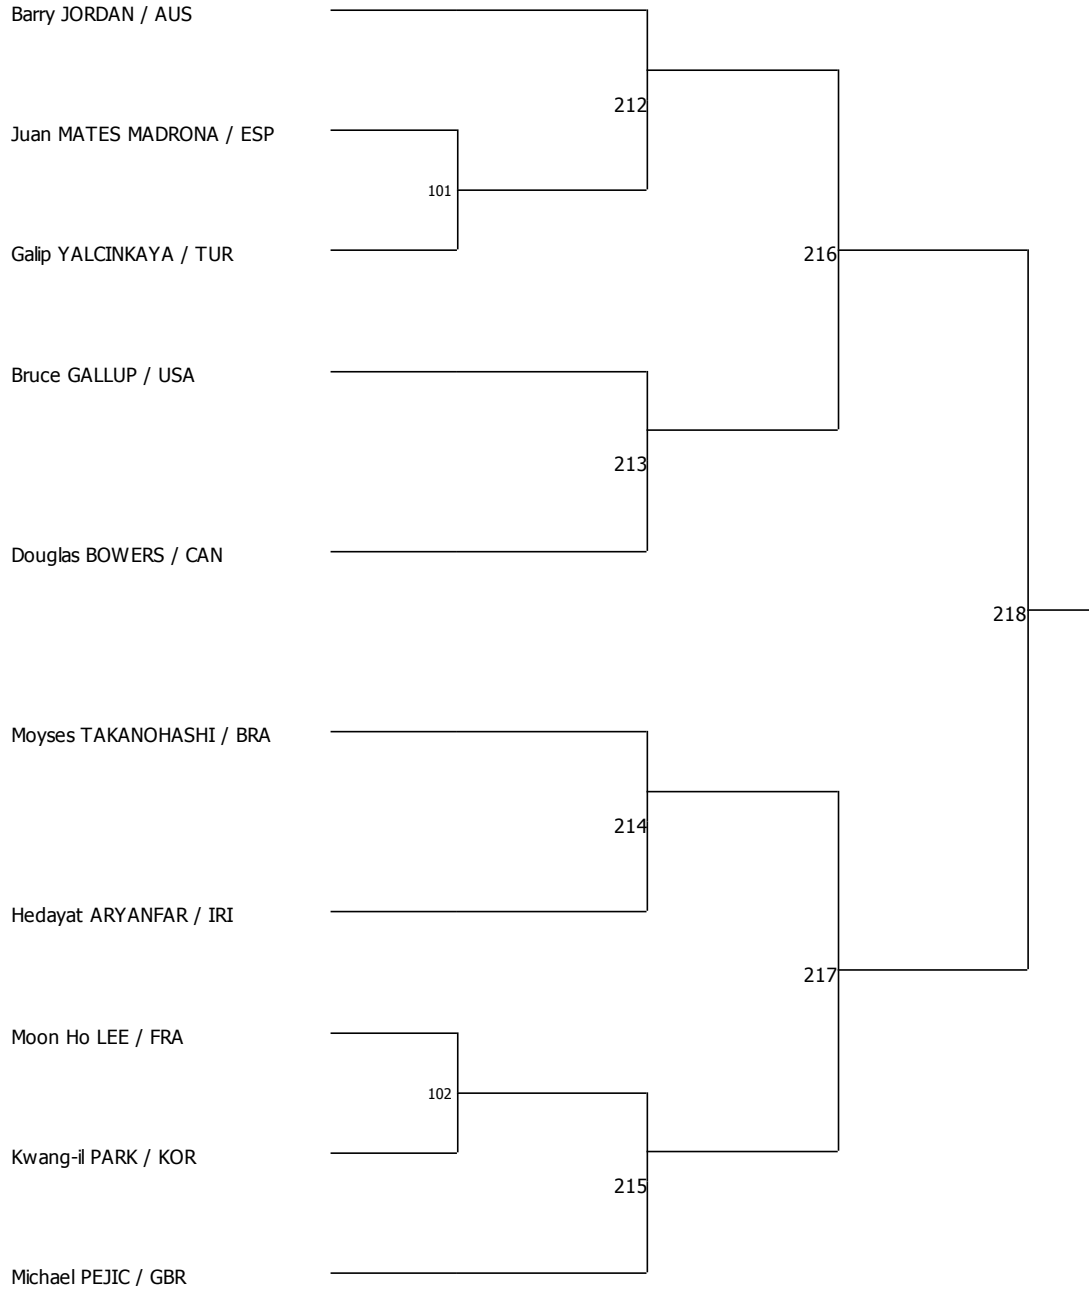 Barry JORDAN / AUS
212
Juan MATES MADRONA / ESP
101
Galip YALCINKAYA / TUR
216
Bruce GALLUP / USA
213
Douglas BOWERS / CAN
218
Moyses TAKANOHASHI / BRA
214
Hedayat ARYANFAR / IRI
217
Moon Ho LEE / FRA
102
Kwang-il PARK / KOR
215
Michael PEJIC / GBR